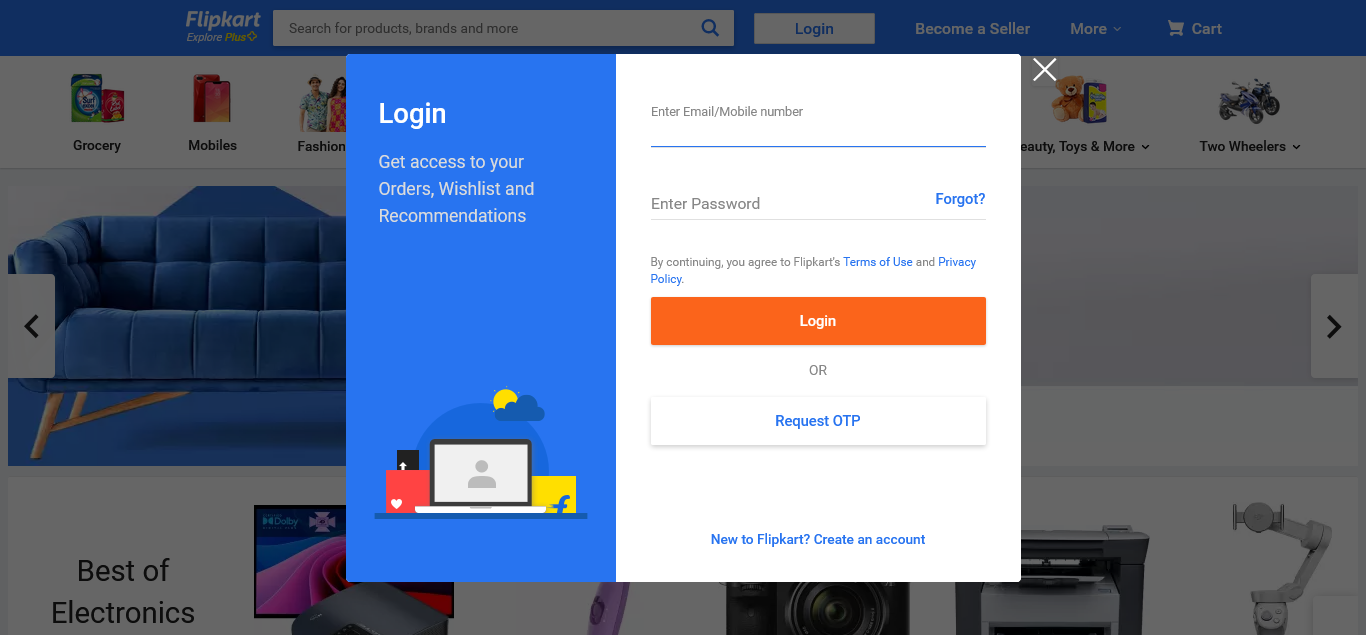 Flipkart
Explore Plus
Search for products, brands and more
Login
Become a Seller
More
Cart
Grocery
Mobiles
Fashion
eauty, Toys & More
Two Wheelers
Login
Get access to your
Orders, Wishlist and
Recommendations
Enter Email/Mobile number
Enter Password
Forgot?
By continuing, you agree to Flipkart's Terms of Use and Privacy
Policy.
Login
OR
Request OTP
New to Flipkart? Create an account
Best of
Electronics
Dolby